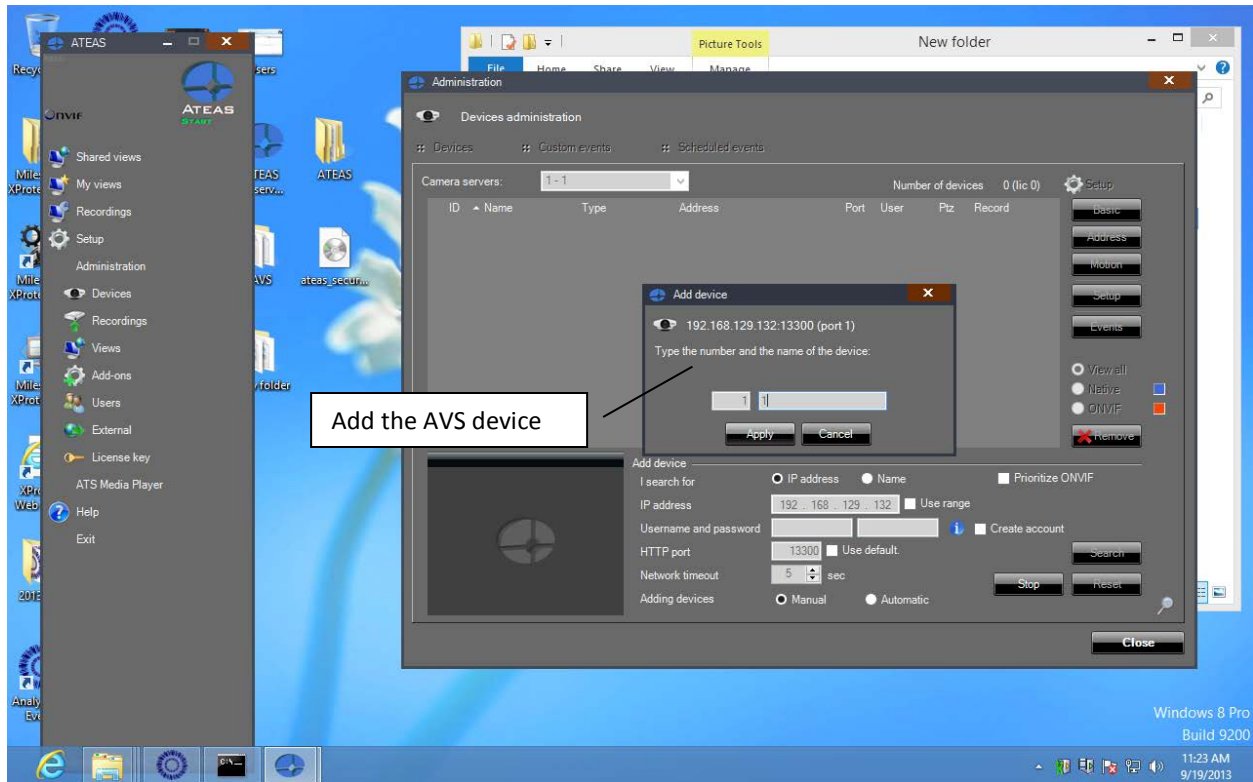 ATEAS
ONVIF
ATEAS
START
Shared views
My views
Recordings
Setup
Administration
Devices
Recordings
Views
Add-ons
Users
External
License key
ATS Media Player
Help
Exit
ATEAS
AVS
ateas_secur...
Picture Tools
New folder
File
Home
Share
View
Manage
Administration
Devices administration
Devices
Custom events
Scheduled events
Camera servers:
1 - 1
Number of devices 0 (lic 0)
ID Name Type Address Port User Ptz Record
Setup
Basic
Address
Motion
Setup
Events
View all
Native
ONVIF
Remove
Add device
192.168.129.132:13300 (port 1)
Type the number and the name of the device:
1 1
Apply Cancel
Add the AVS device
Add device
I search for IP address Name Prioritize ONVIF
IP address 192 . 168 . 129 . 132 Use range
Username and password i Create account
HTTP port 13300 Use default. Search
Network timeout 5 sec Stop Reset
Adding devices Manual Automatic
Close
Windows 8 Pro
Build 9200
11:23 AM
9/19/2013